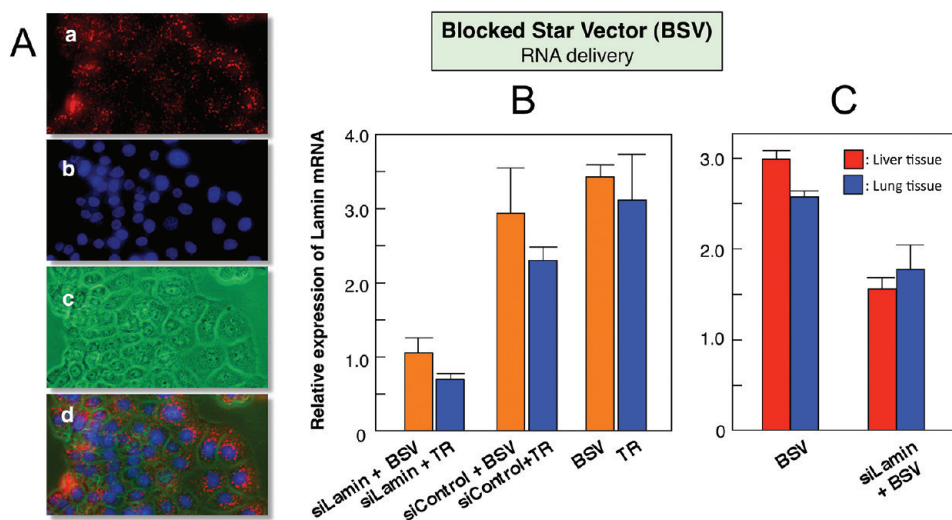 Blocked Star Vector (BSV)
RNA delivery
A
a
b
c
d
B
Relative expression of Lamin mRNA
4.0
3.0
2.0
1.0
0
siLamin + BSV
siLamin + TR
siControl + BSV
siControl+TR
BSV
TR
C
3.0
2.0
1.0
0
: Liver tissue
: Lung tissue
BSV
siLamin
+ BSV